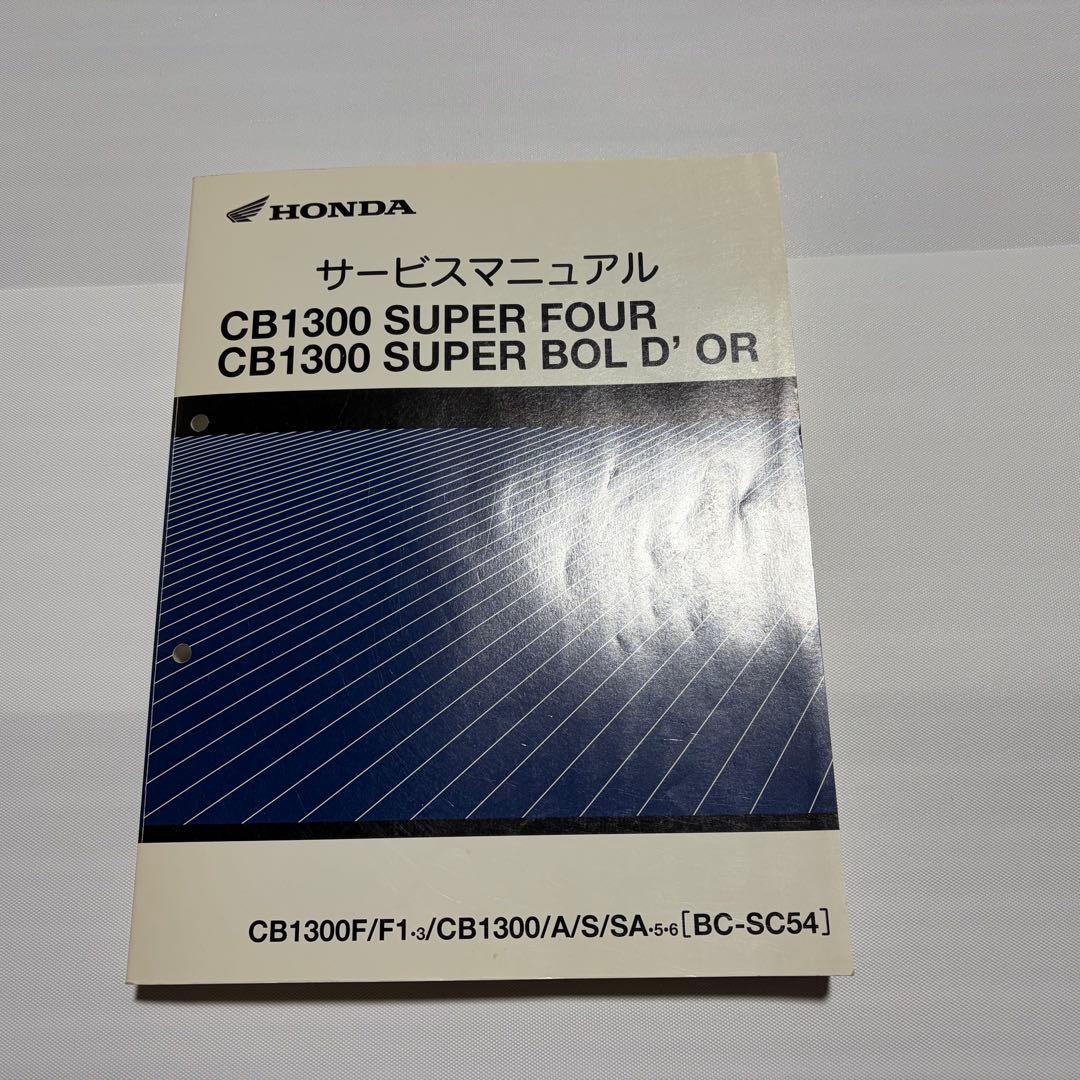 HONDA
サービスマニュアル
CB1300 SUPER FOUR
CB1300 SUPER BOL D' OR
CB1300F/F1・3/CB1300/A/S/SA・5・6［BC-SC54］